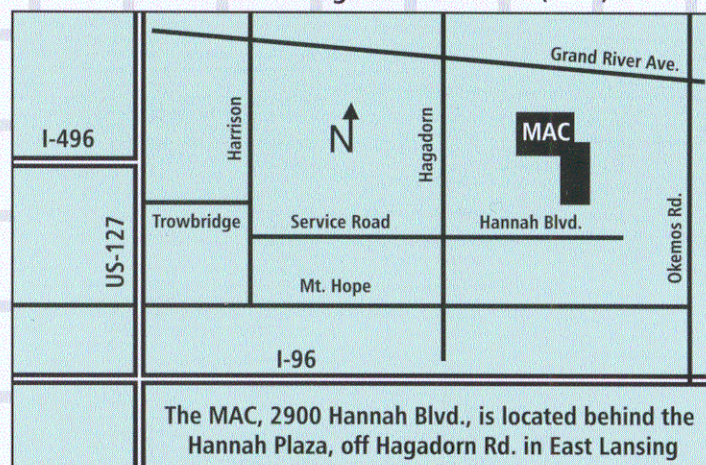 Grand River Ave.
I-496
Harrison
N
Hagadorn
MAC
Okemos Rd.
US-127
Trowbridge
Service Road
Hannah Blvd.
Mt. Hope
I-96
The MAC, 2900 Hannah Blvd., is located behind the
Hannah Plaza, off Hagadorn Rd. in East Lansing